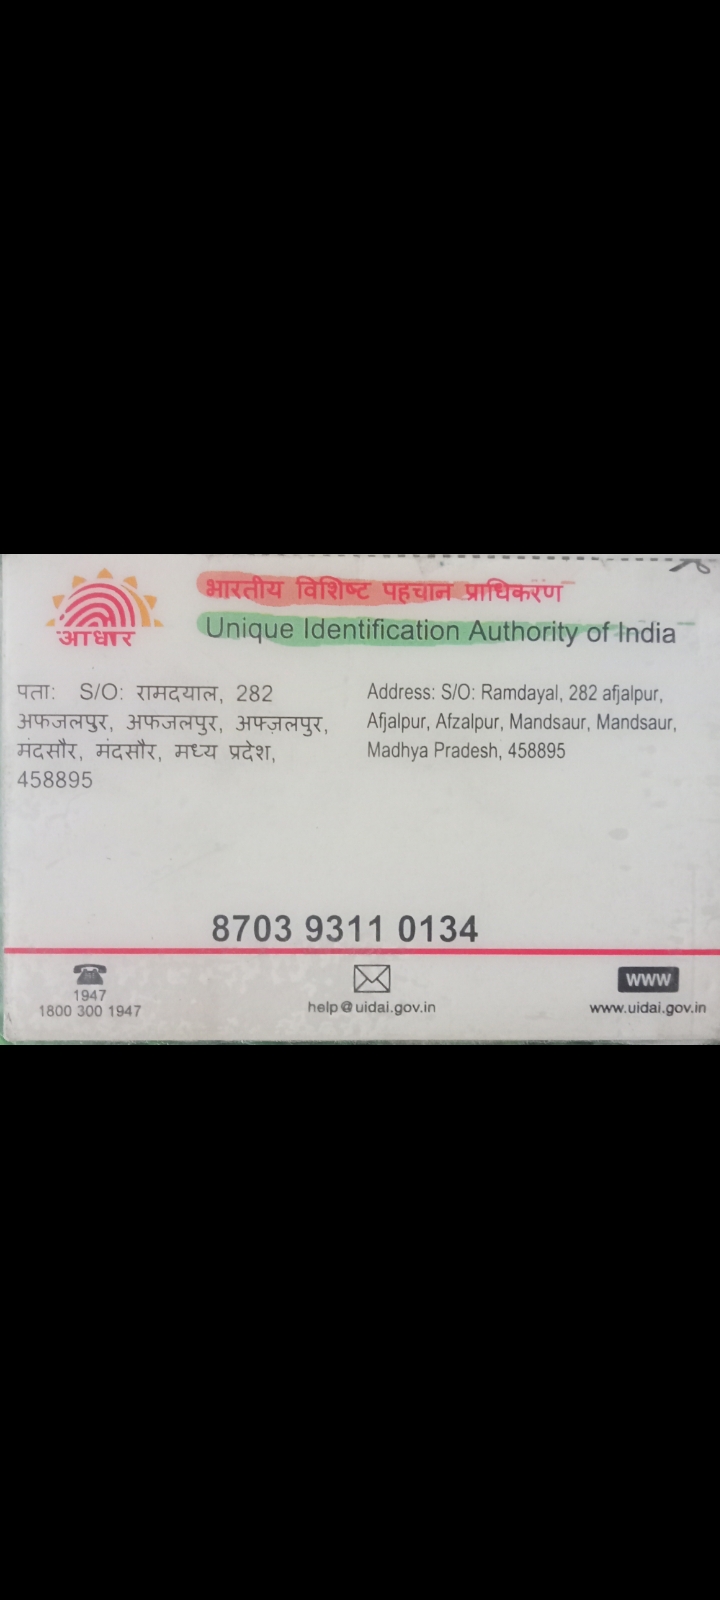 आधार
भारतीय विशिष्ट पहचान प्राधिकरण
Unique Identification Authority of India
पता: S/O: रामदयाल, 282
अफजलपुर, अफजलपुर, अफ्ज़लपुर,
मंदसौर, मंदसौर, मध्य प्रदेश,
458895
Address: S/O: Ramdayal, 282 afjalpur,
Afjalpur, Afzalpur, Mandsaur, Mandsaur,
Madhya Pradesh, 458895
8703 9311 0134
1947
1800 300 1947
help@uidai.gov.in
www
www.uidai.gov.in